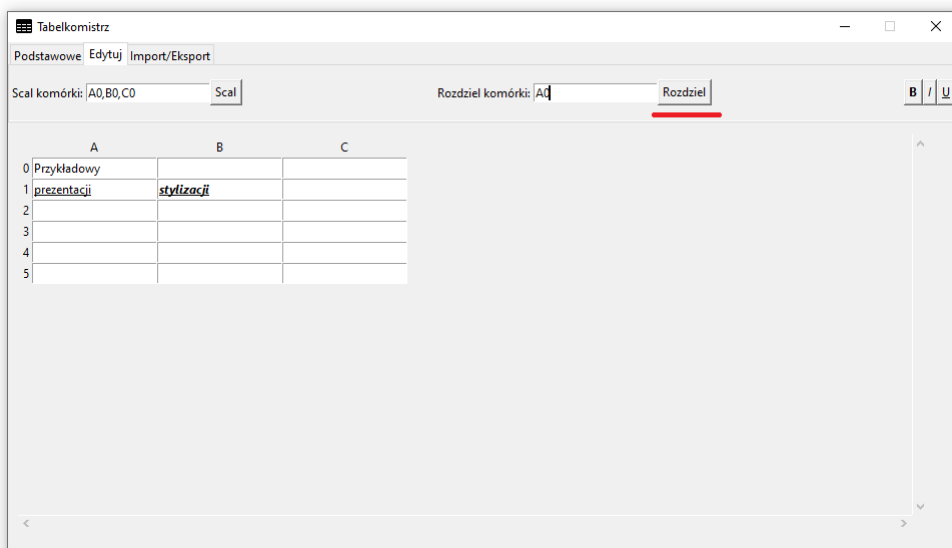 Tabelkomistrz
Podstawowe Edytuj Import/Eksport
Scal komórki: A0,B0,C0 Scal Rozdziel komórki: A0 Rozdziel B I U
A B C
0 Przykładowy
1 prezentacji stylizacji
2
3
4
5